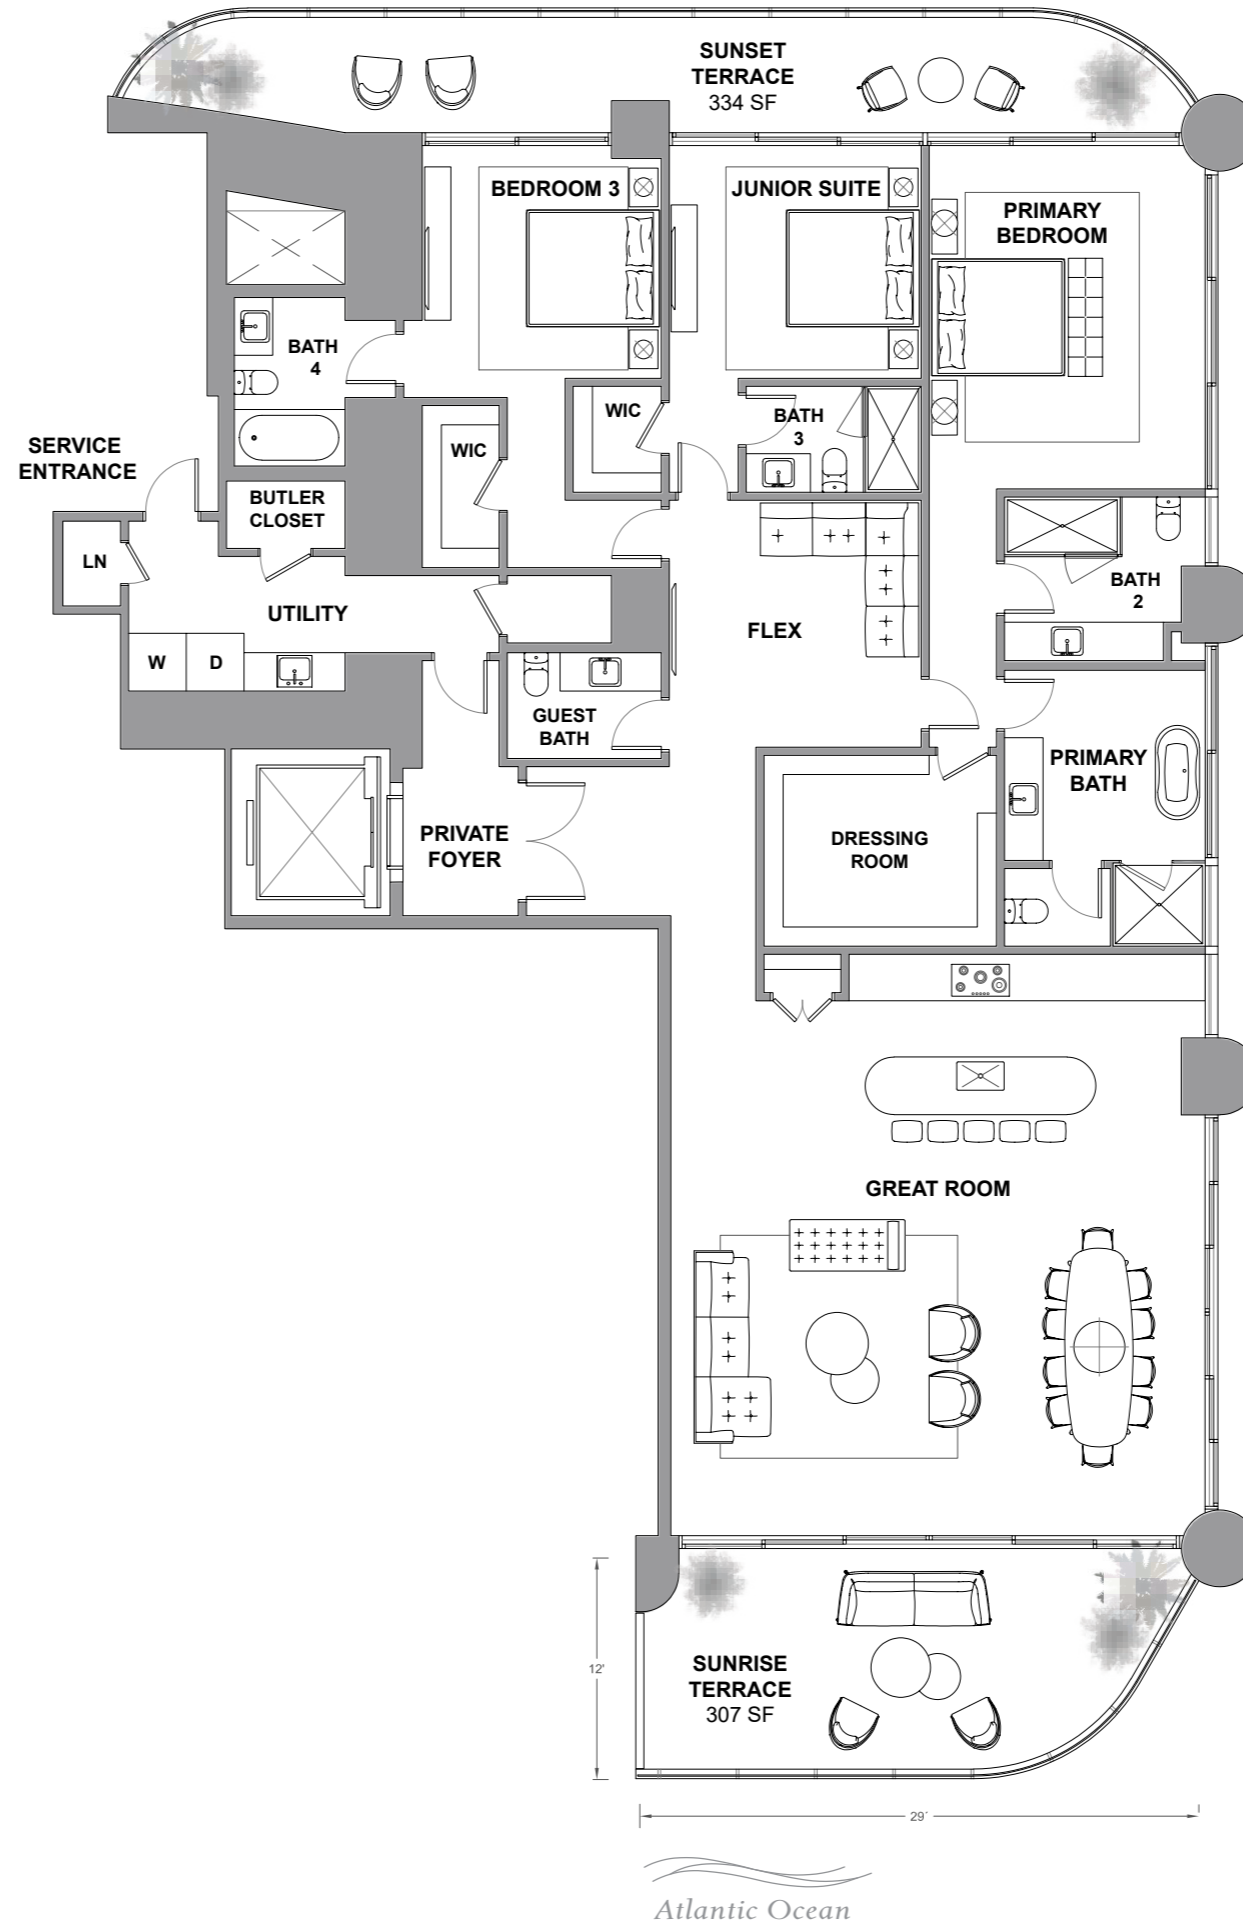 SUNSET
TERRACE
334 SF
BEDROOM 3
JUNIOR SUITE
PRIMARY
BEDROOM
BATH
4
WIC
BATH
3
WIC
SERVICE
ENTRANCE
BUTLER
CLOSET
LN
UTILITY
BATH
2
FLEX
W
D
GUEST
BATH
PRIMARY
BATH
PRIVATE
FOYER
DRESSING
ROOM
GREAT ROOM
12'
SUNRISE
TERRACE
307 SF
29'
Atlantic Ocean